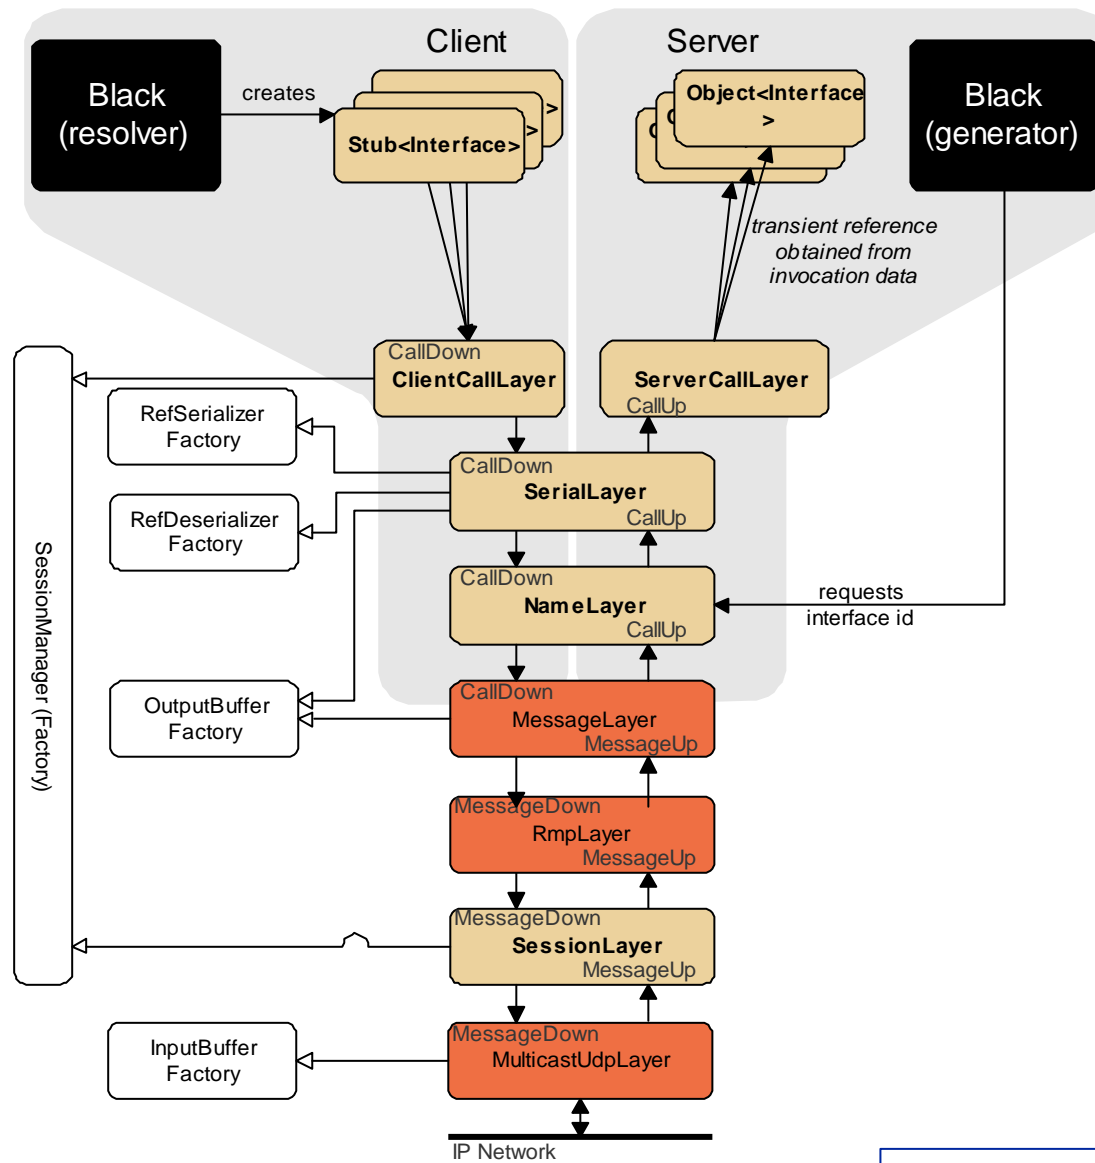 Client
Server
Black
(resolver)
creates
>
>
Stub<Interface>
Object<Interface
>
Black
(generator)
transient reference
obtained from
invocation data
CallDown
ClientCallLayer
ServerCallLayer
CallUp
RefSerializer
Factory
CallDown
SerialLayer
CallUp
RefDeserializer
Factory
SessionManager (Factory)
CallDown
NameLayer
CallUp
requests
interface id
OutputBuffer
Factory
CallDown
MessageLayer
MessageUp
MessageDown
RmpLayer
MessageUp
MessageDown
SessionLayer
MessageUp
InputBuffer
Factory
MessageDown
MulticastUdpLayer
IP Network